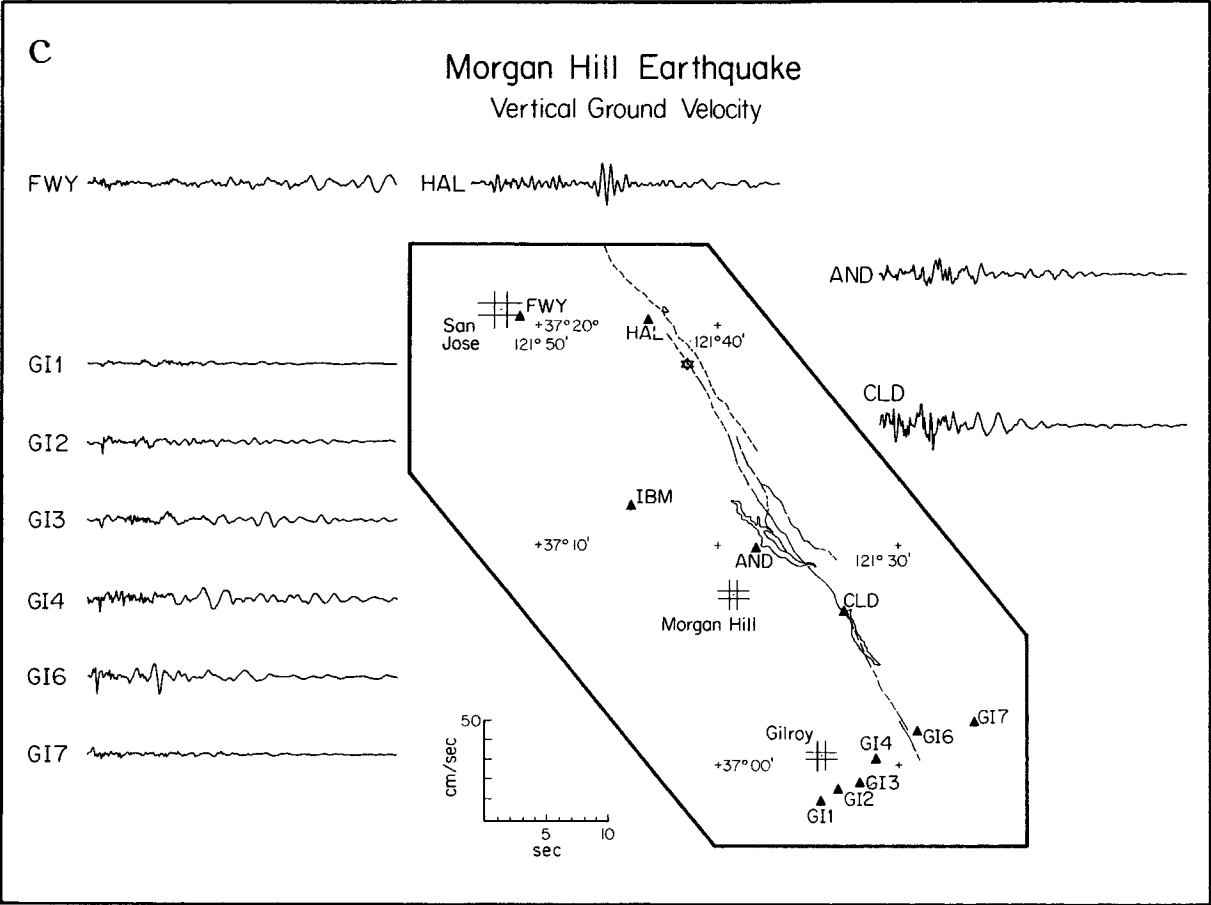 C
Morgan Hill Earthquake
Vertical Ground Velocity
FWY
HAL
AND
FWY
San
Jose
+37°20°
121°50'
HAL
+
121°40'
GI1
CLD
GI2
IBM
GI3
+37°10'
+
AND
+
121°30'
GI4
CLD
Morgan Hill
GI6
GI7
50
cm/sec
5
10
sec
Gilroy
GI4
GI6
GI7
+37°00'
+
GI3
GI2
GI1